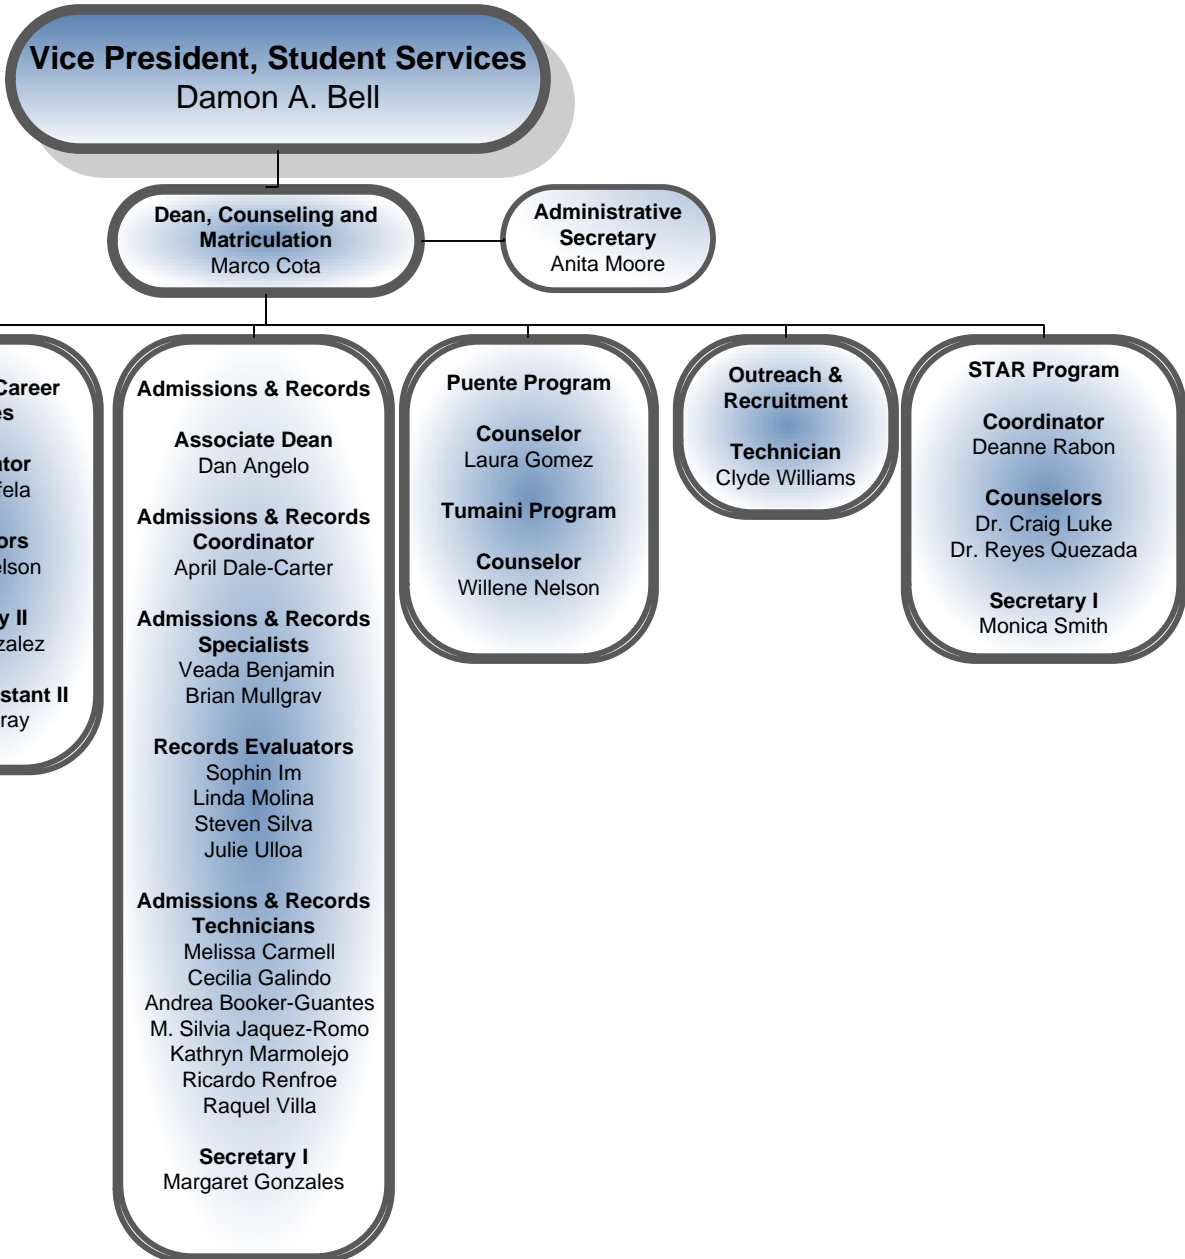 Vice President, Student Services
Damon A. Bell
Dean, Counseling and
Matriculation
Marco Cota
Administrative
Secretary
Anita Moore
Career
Admissions & Records
Associate Dean
Dan Angelo
Admissions & Records
Coordinator
April Dale-Carter
Admissions & Records
Specialists
Veada Benjamin
Brian Mullgrav
Records Evaluators
Sophin Im
Linda Molina
Steven Silva
Julie Ulloa
Admissions & Records
Technicians
Melissa Carmell
Cecilia Galindo
Andrea Booker-Guantes
M. Silvia Jaquez-Romo
Kathryn Marmolejo
Ricardo Renfroe
Raquel Villa
Secretary I
Margaret Gonzales
Puente Program
Counselor
Laura Gomez
Tumaini Program
Counselor
Willene Nelson
Outreach &
Recruitment
Technician
Clyde Williams
STAR Program
Coordinator
Deanne Rabon
Counselors
Dr. Craig Luke
Dr. Reyes Quezada
Secretary I
Monica Smith